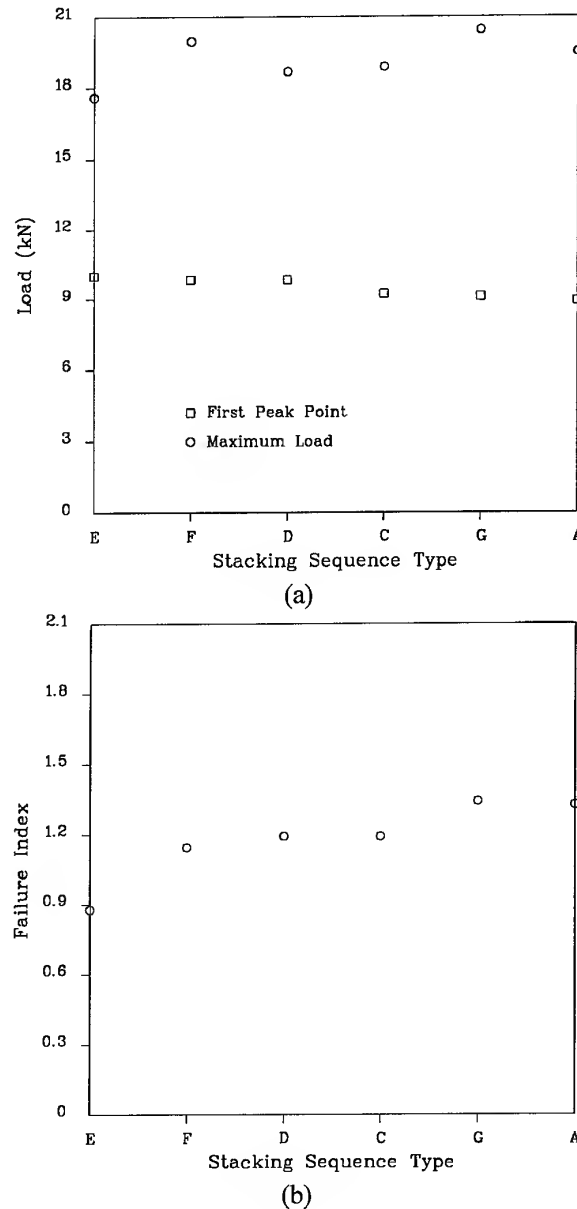 21
18
15
12
9
6
3
0
Load (kN)
First Peak Point
Maximum Load
E F D C G A
Stacking Sequence Type
(a)
2.1
1.8
1.5
1.2
0.9
0.6
0.3
0
Failure Index
E F D C G A
Stacking Sequence Type
(b)